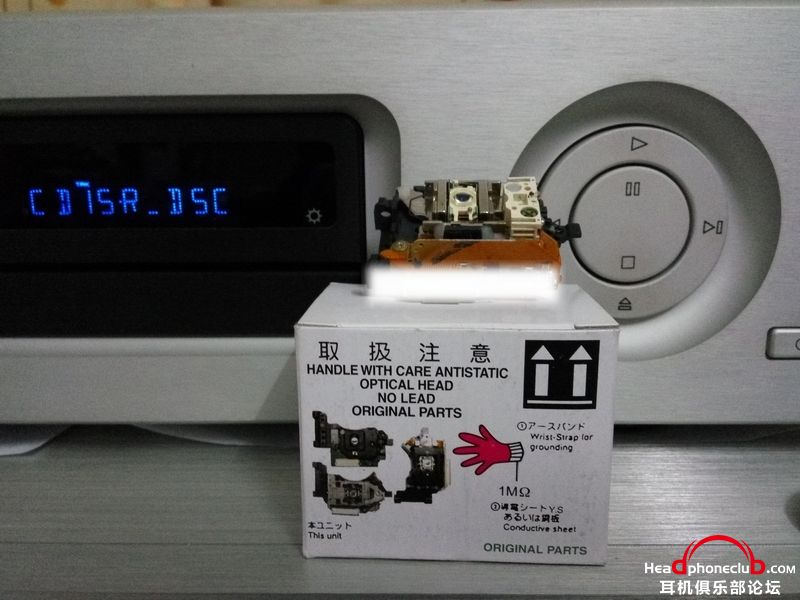 CD7SR_DSC
取 扱 注 意
HANDLE WITH CARE ANTISTATIC
OPTICAL HEAD
NO LEAD
ORIGINAL PARTS
①アースバンド
Wrist-Strap for
grounding
1MΩ
②導電シートY.S
あるいは鋼板
Conductive sheet
本ユニット
This unit
ORIGINAL PARTS
HeadphonecluB.com
耳机俱乐部论坛